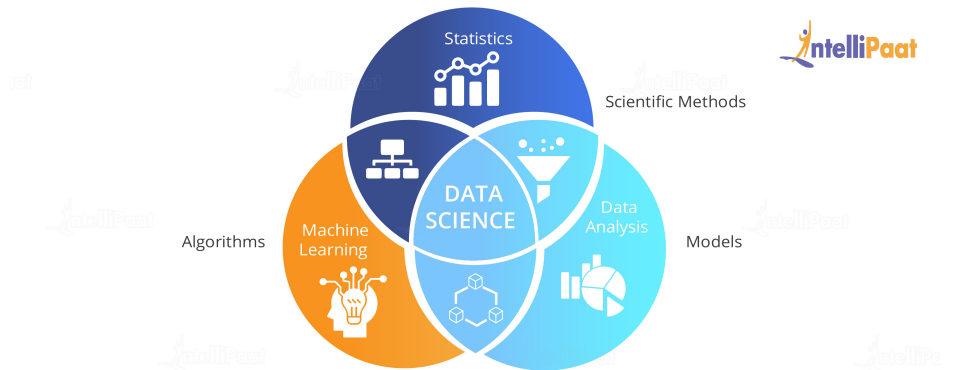 IntelliPaat
Statistics
Scientific Methods
DATA
SCIENCE
Data
Analysis
Machine
Learning
Algorithms
Models